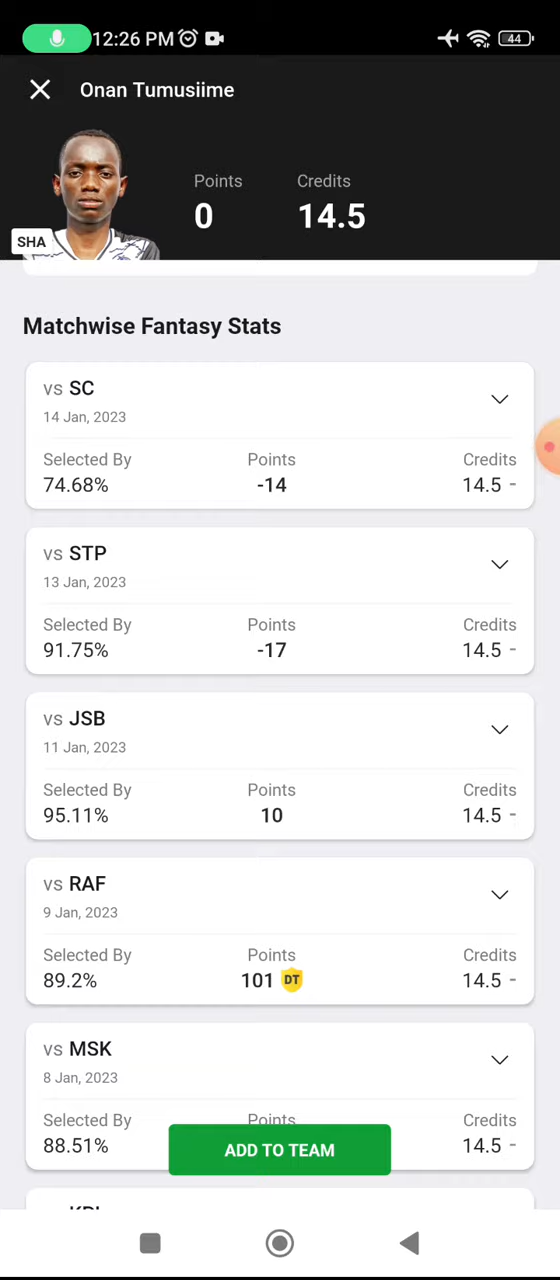 12:26 PM
44
Onan Tumusiime
Points
Credits
0
14.5
SHA
Matchwise Fantasy Stats
vs SC
14 Jan, 2023
Selected By
Points
Credits
74.68%
-14
14.5 -
vs STP
13 Jan, 2023
Selected By
Points
Credits
91.75%
-17
14.5 -
vs JSB
11 Jan, 2023
Selected By
Points
Credits
95.11%
10
14.5 -
vs RAF
9 Jan, 2023
Selected By
Points
Credits
89.2%
101 DT
14.5 -
vs MSK
8 Jan, 2023
Selected By
Points
Credits
88.51%
14.5 -
ADD TO TEAM